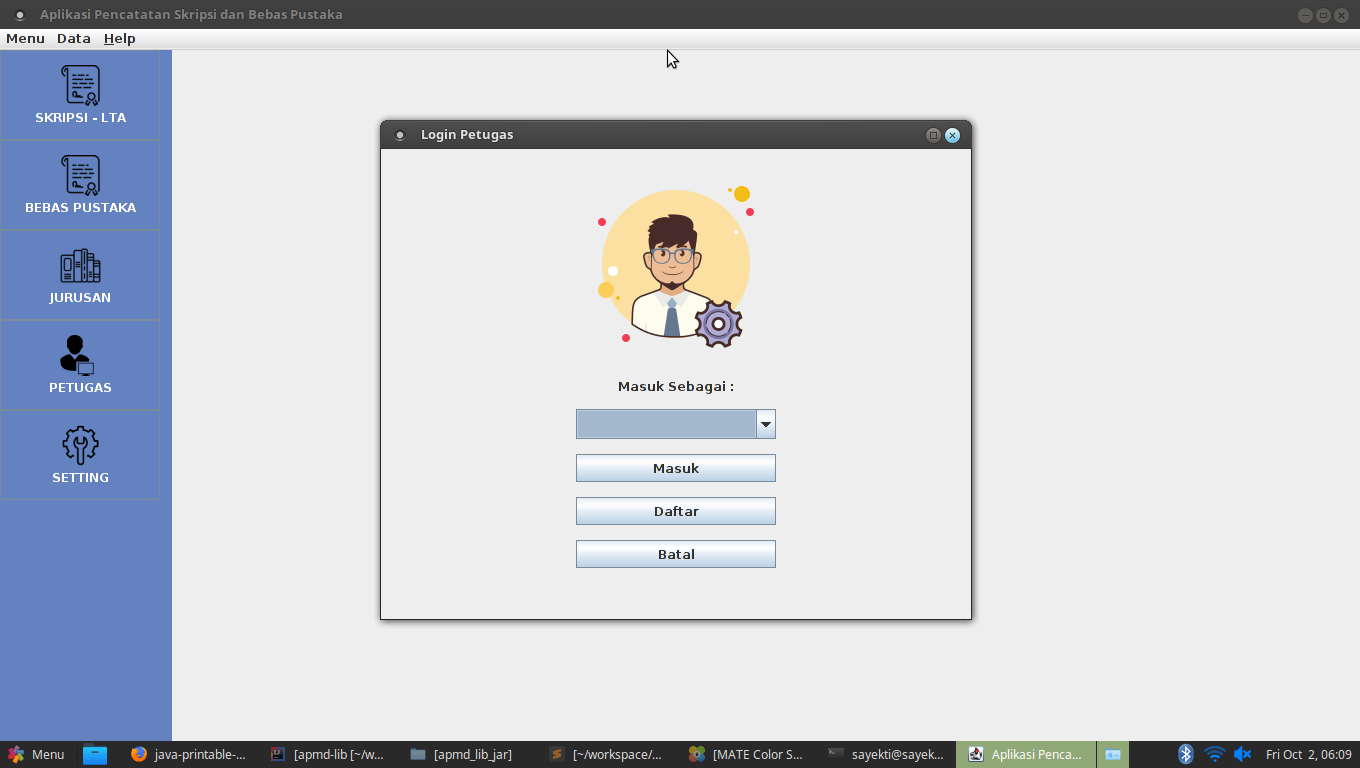 Aplikasi Pencatatan Skripsi dan Bebas Pustaka
Menu Data Help
SKRIPSI - LTA
BEBAS PUSTAKA
JURUSAN
PETUGAS
SETTING
Login Petugas
Masuk Sebagai :
Masuk
Daftar
Batal
Menu java-printable-... [apmd-lib [~/w... [apmd_lib_jar] [~/workspace/... [MATE Color S... sayekti@sayek... Aplikasi Penca... Fri Oct 2, 06:09